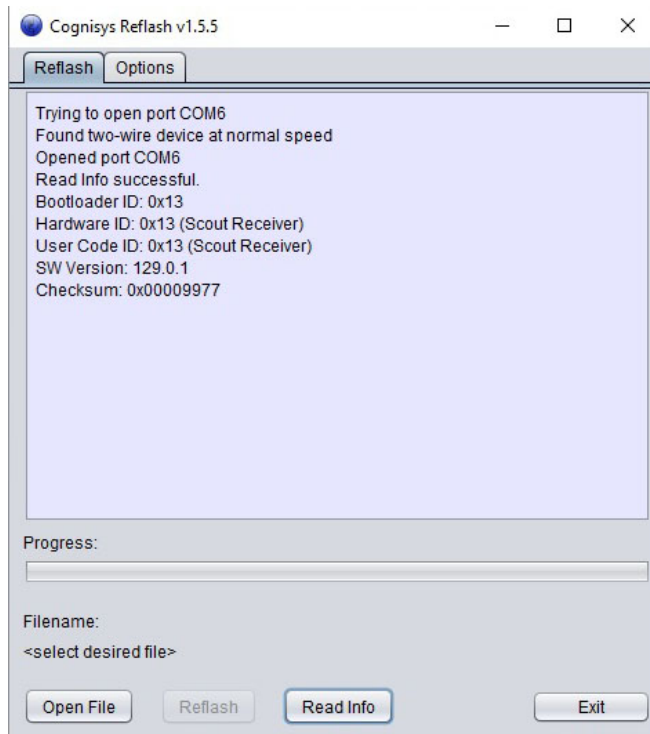 Cognisys Reflash v1.5.5
Reflash Options
Trying to open port COM6
Found two-wire device at normal speed
Opened port COM6
Read Info successful.
Bootloader ID: 0x13
Hardware ID: 0x13 (Scout Receiver)
User Code ID: 0x13 (Scout Receiver)
SW Version: 129.0.1
Checksum: 0x00009977
Progress:
Filename:
<select desired file>
Open File Reflash Read Info Exit